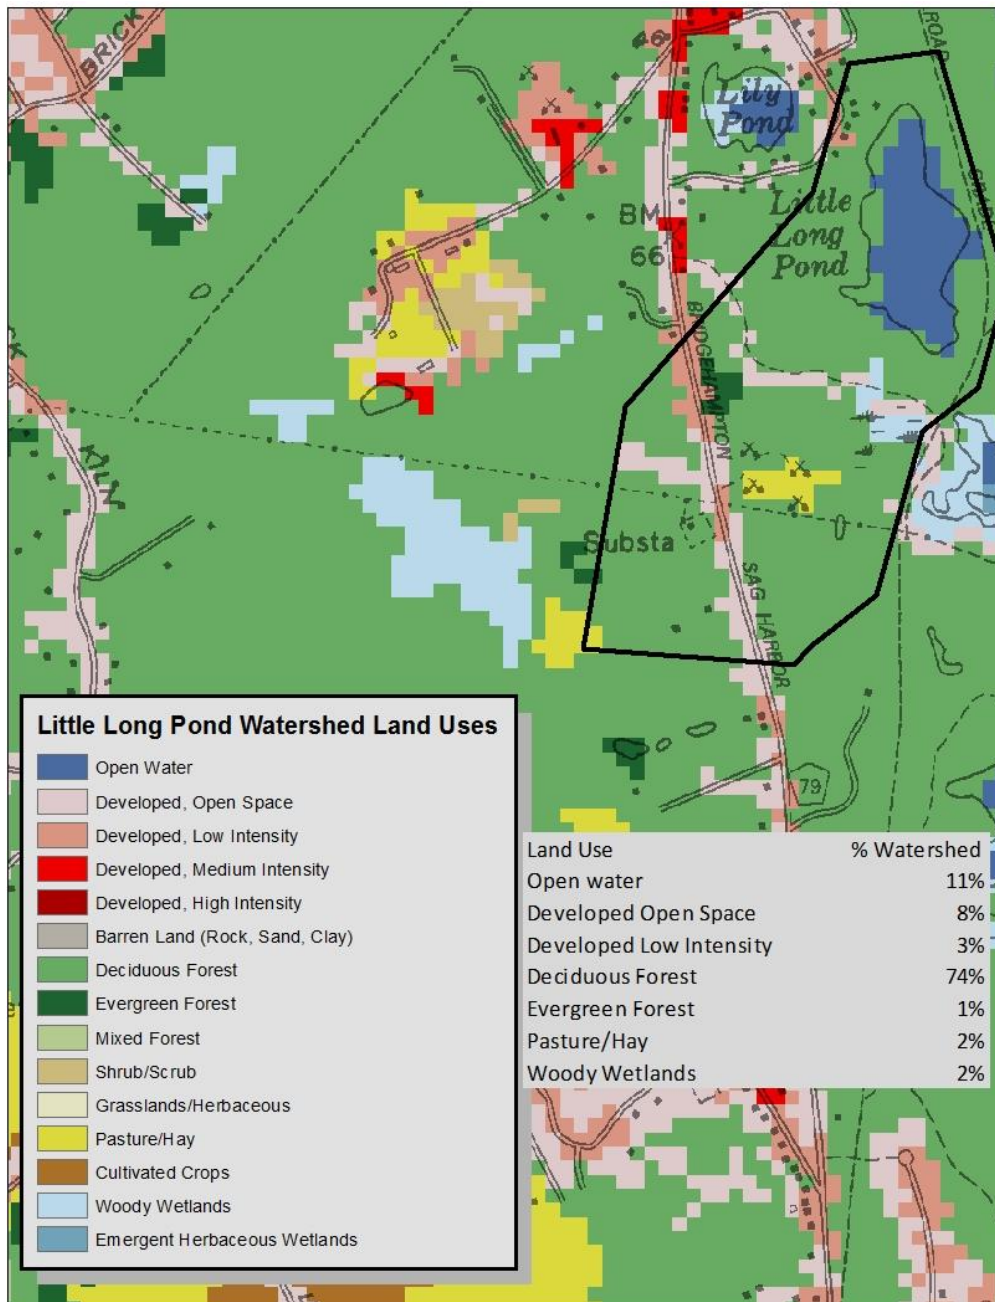 BRICK
46
ROAD
Lily
Pond
Little
Long
Pond
BM
66
BRIDGEHAMPTON
KILN
Substa
SAG HARBOR
79
Little Long Pond Watershed Land Uses
Open Water
Developed, Open Space
Developed, Low Intensity
Developed, Medium Intensity
Developed, High Intensity
Barren Land (Rock, Sand, Clay)
Deciduous Forest
Evergreen Forest
Mixed Forest
Shrub/Scrub
Grasslands/Herbaceous
Pasture/Hay
Cultivated Crops
Woody Wetlands
Emergent Herbaceous Wetlands
Land Use % Watershed
Open water 11%
Developed Open Space 8%
Developed Low Intensity 3%
Deciduous Forest 74%
Evergreen Forest 1%
Pasture/Hay 2%
Woody Wetlands 2%